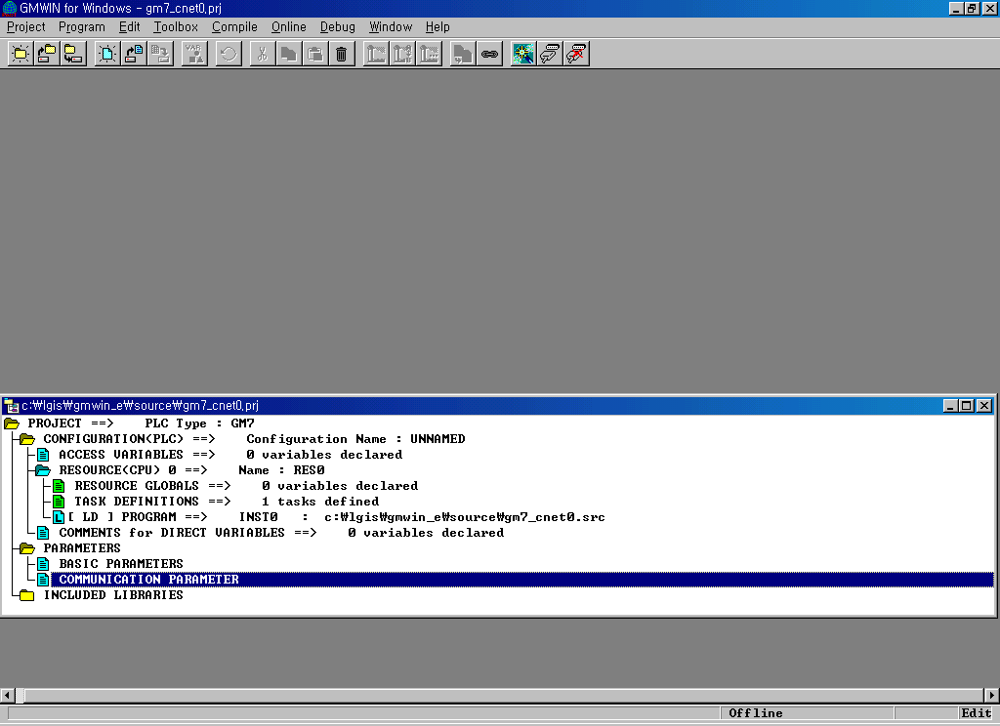 GMWIN for Windows - gm7_cnet0.prj
Project Program Edit Toolbox Compile Online Debug Window Help
VAR
c:₩lgis₩gmwin_e₩source₩gm7_cnet0.prj
PROJECT ==> PLC Type : GM7
CONFIGURATION(PLC) ==> Configuration Name : UNNAMED
ACCESS VARIABLES ==> 0 variables declared
RESOURCE(CPU) 0 ==> Name : RES0
RESOURCE GLOBALS ==> 0 variables declared
TASK DEFINITIONS ==> 1 tasks defined
L[ LD ] PROGRAM ==> INST0 : c:₩lgis₩gmwin_e₩source₩gm7_cnet0.src
COMMENTS for DIRECT VARIABLES ==> 0 variables declared
PARAMETERS
BASIC PARAMETERS
COMMUNICATION PARAMETER
INCLUDED LIBRARIES
Offline Edit